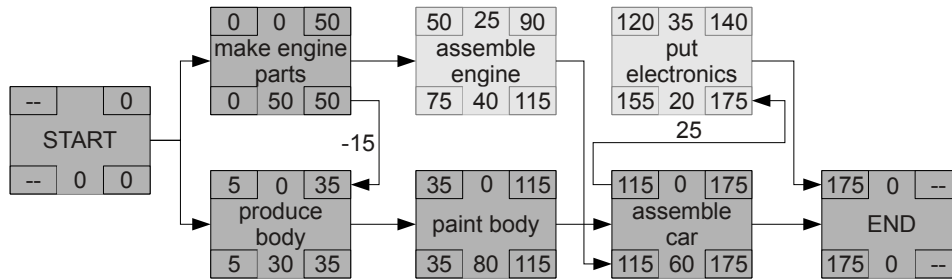 0 0 50
make engine
parts
0 50 50
50 25 90
assemble
engine
75 40 115
120 35 140
put
electronics
155 20 175
-- 0
START
-- 0 0
-15
25
5 0 35
produce
body
5 30 35
35 0 115
paint body
35 80 115
115 0 175
assemble
car
115 60 175
175 0 --
END
175 0 --